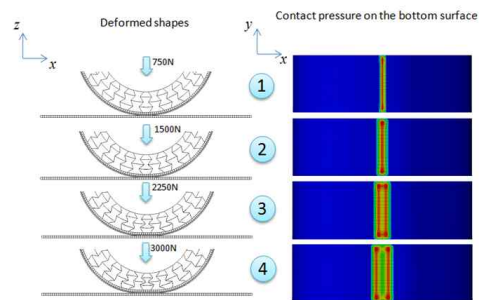 Deformed shapes
Contact pressure on the bottom surface
z
x
y
x
750N
1
1500N
2
2250N
3
3000N
4